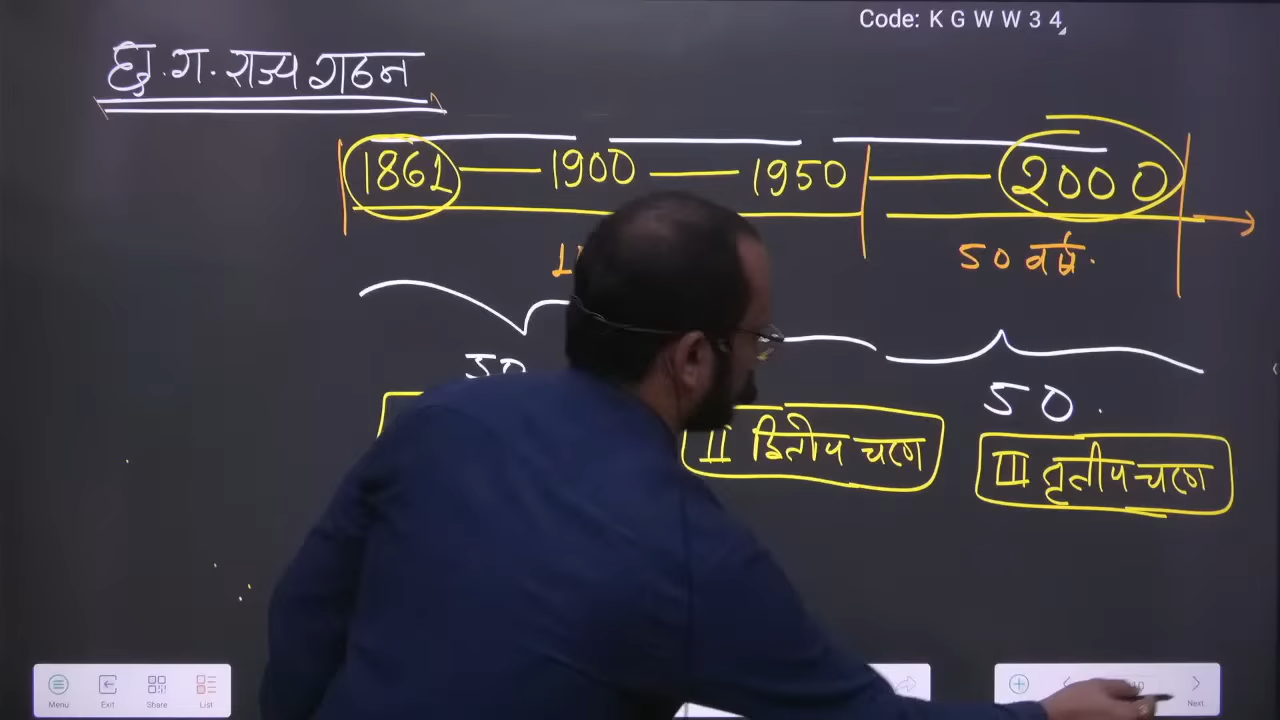 Code: K G W W 3 4
छ.ग. राज्य गठन
1861 — 1900 — 1950 — 2000
50 वर्ष.
50
50.
II द्वितीय चरण
III तृतीय चरण
Menu
Exit
Share
List
Next